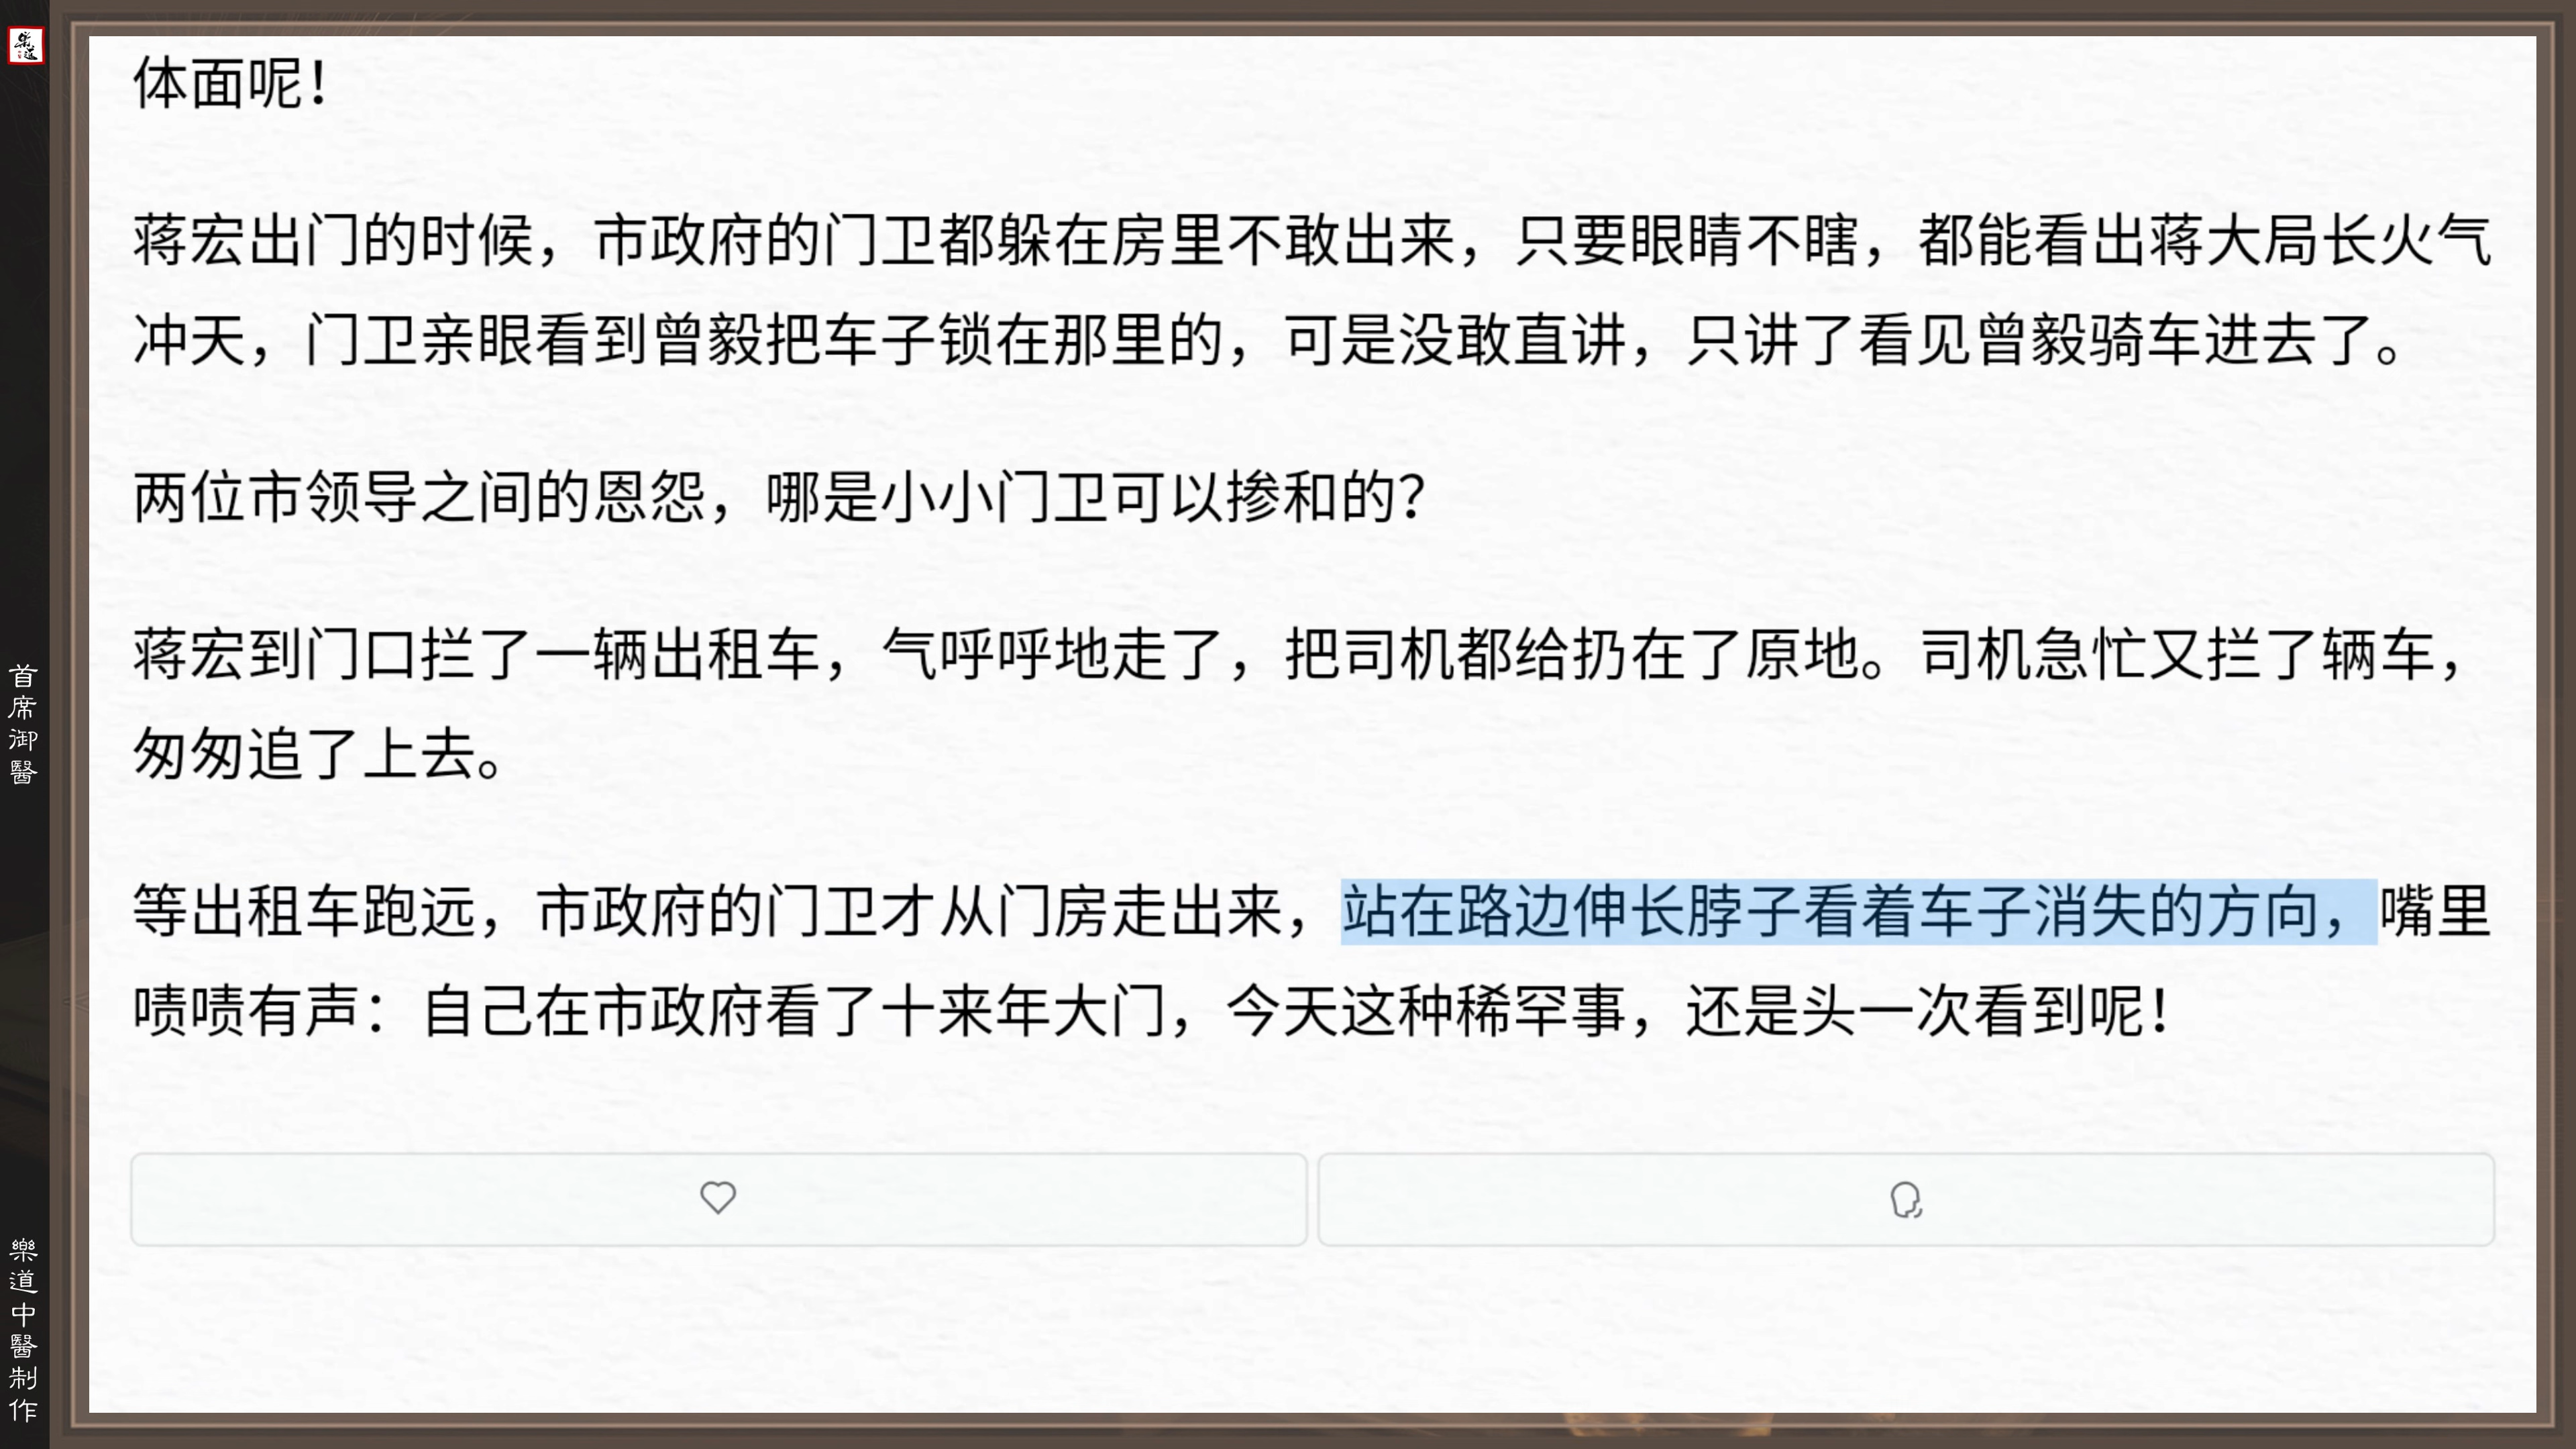 体面呢！
蒋宏出门的时候，市政府的门卫都躲在房里不敢出来，只要眼睛不瞎，都能看出蒋大局长火气
冲天，门卫亲眼看到曾毅把车子锁在那里的，可是没敢直讲，只讲了看见曾毅骑车进去了。
两位市领导之间的恩怨，哪是小小门卫可以掺和的？
蒋宏到门口拦了一辆出租车，气呼呼地走了，把司机都给扔在了原地。司机急忙又拦了辆车，
匆匆追了上去。
等出租车跑远，市政府的门卫才从门房走出来，站在路边伸长脖子看着车子消失的方向，嘴里
啧啧有声：自己在市政府看了十来年大门，今天这种稀罕事，还是头一次看到呢！
首席御醫
樂道中醫制作